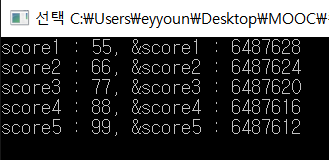 선택 C:₩Users₩eyyoun₩Desktop₩MOOC₩
score1 : 55, &score1 : 6487628
score2 : 66, &score2 : 6487624
score3 : 77, &score3 : 6487620
score4 : 88, &score4 : 6487616
score5 : 99, &score5 : 6487612